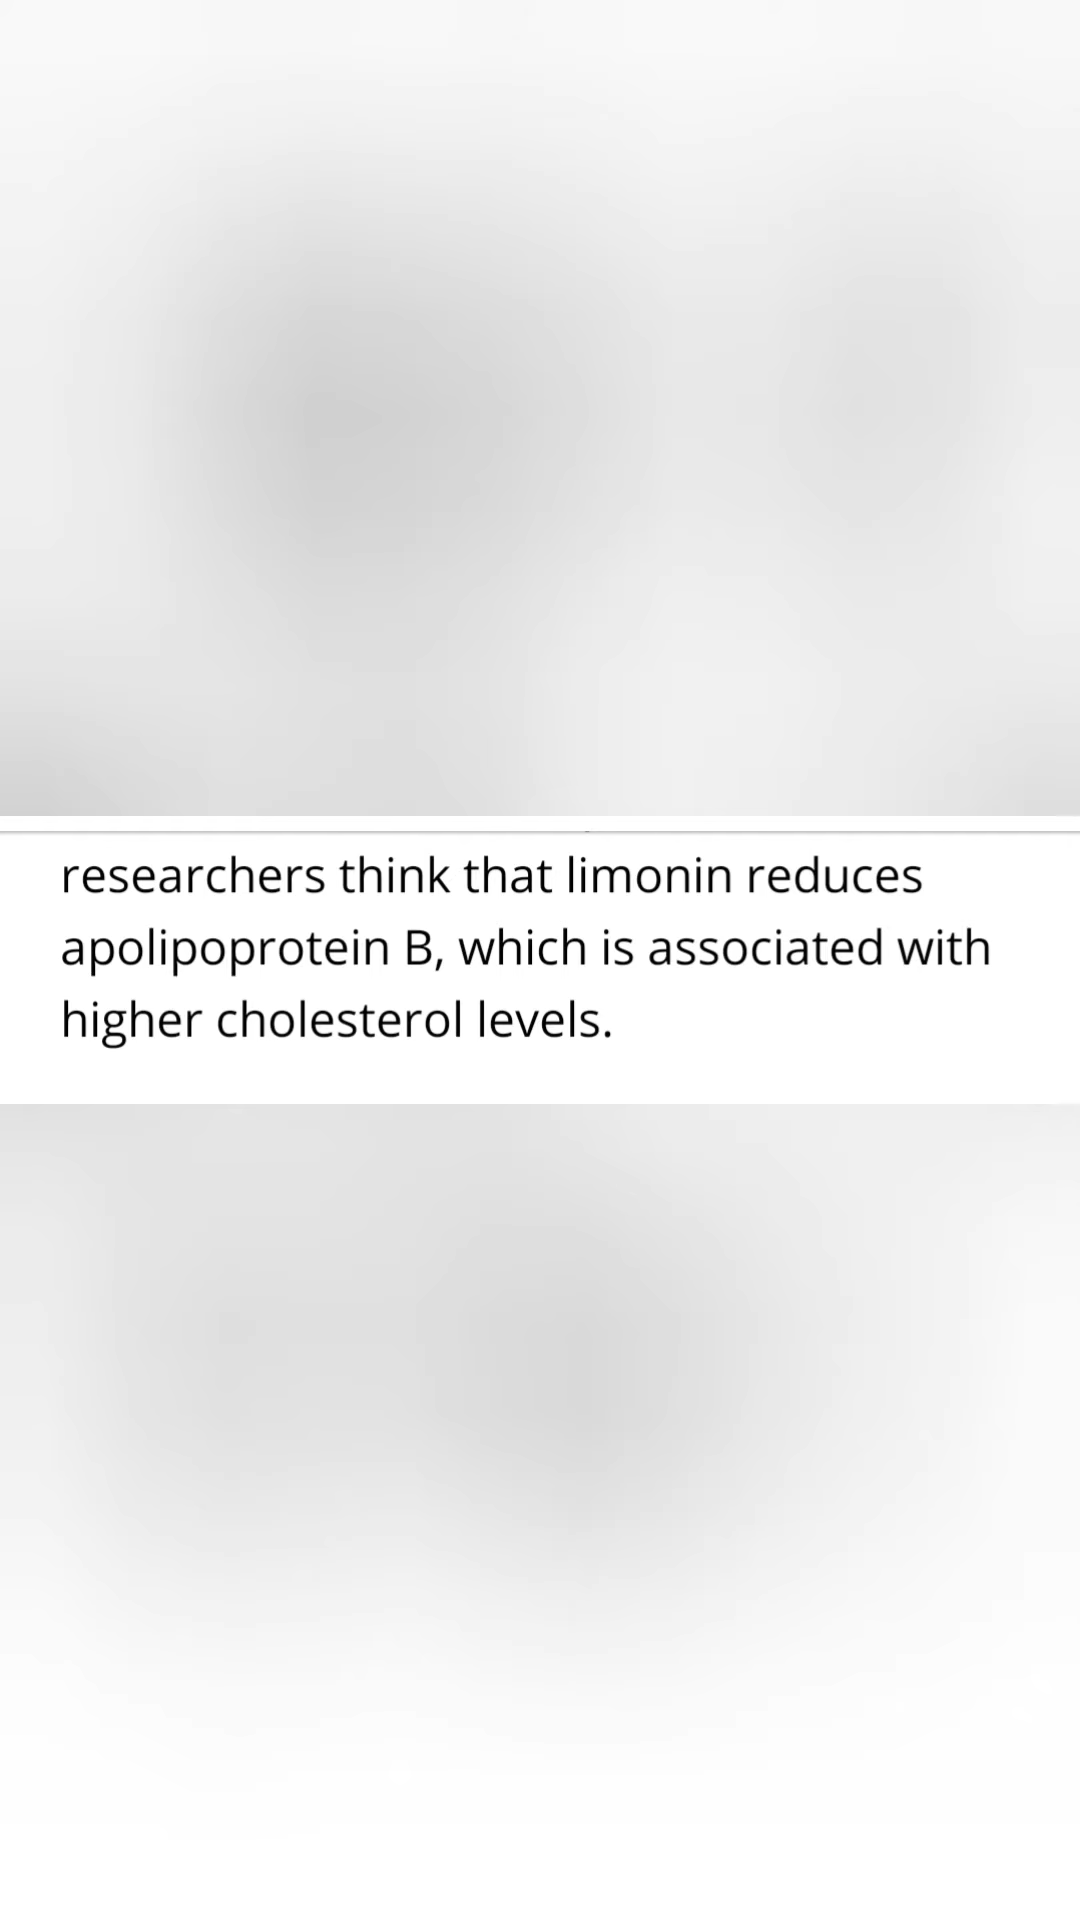 researchers think that limonin reduces
apolipoprotein B, which is associated with
higher cholesterol levels.